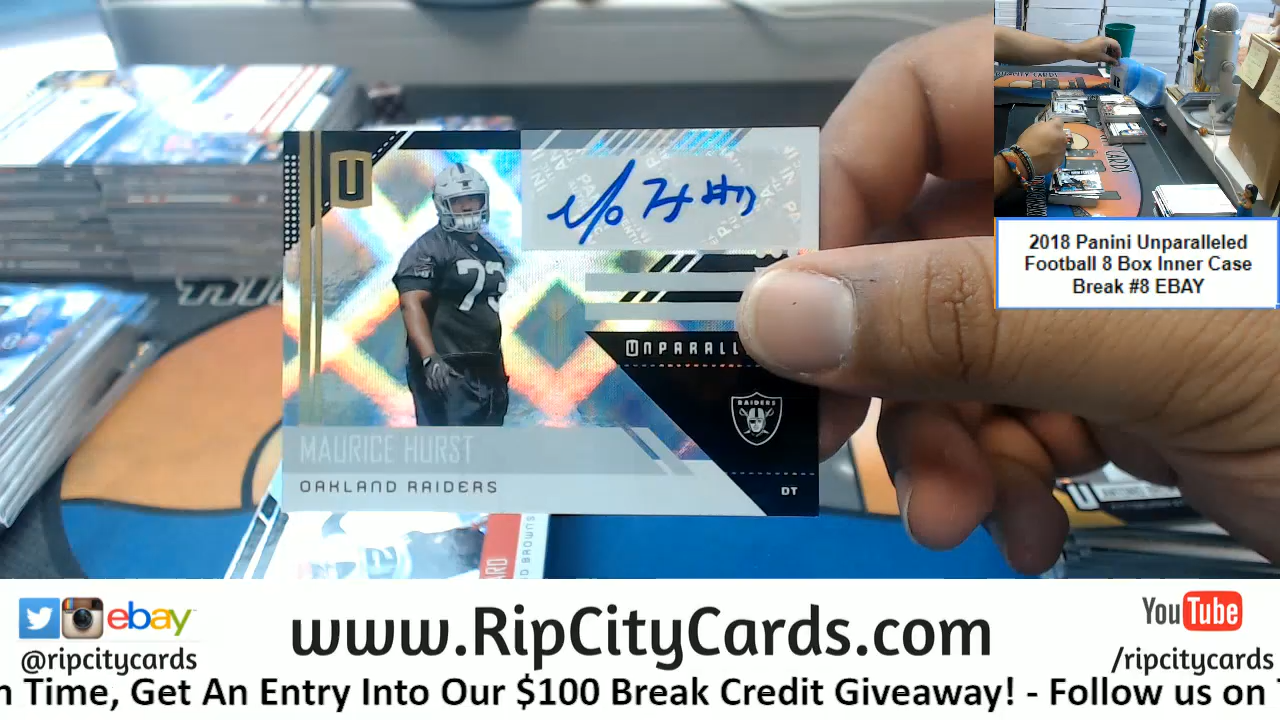 U
73
UNPARALL
RAIDERS
MAURICE HURST
OAKLAND RAIDERS
DT
2018 Panini Unparalleled
Football 8 Box Inner Case
Break #8 EBAY
ebay
@ripcitycards
www.RipCityCards.com
YouTube
/ripcitycards
n Time, Get An Entry Into Our $100 Break Credit Giveaway! - Follow us on T